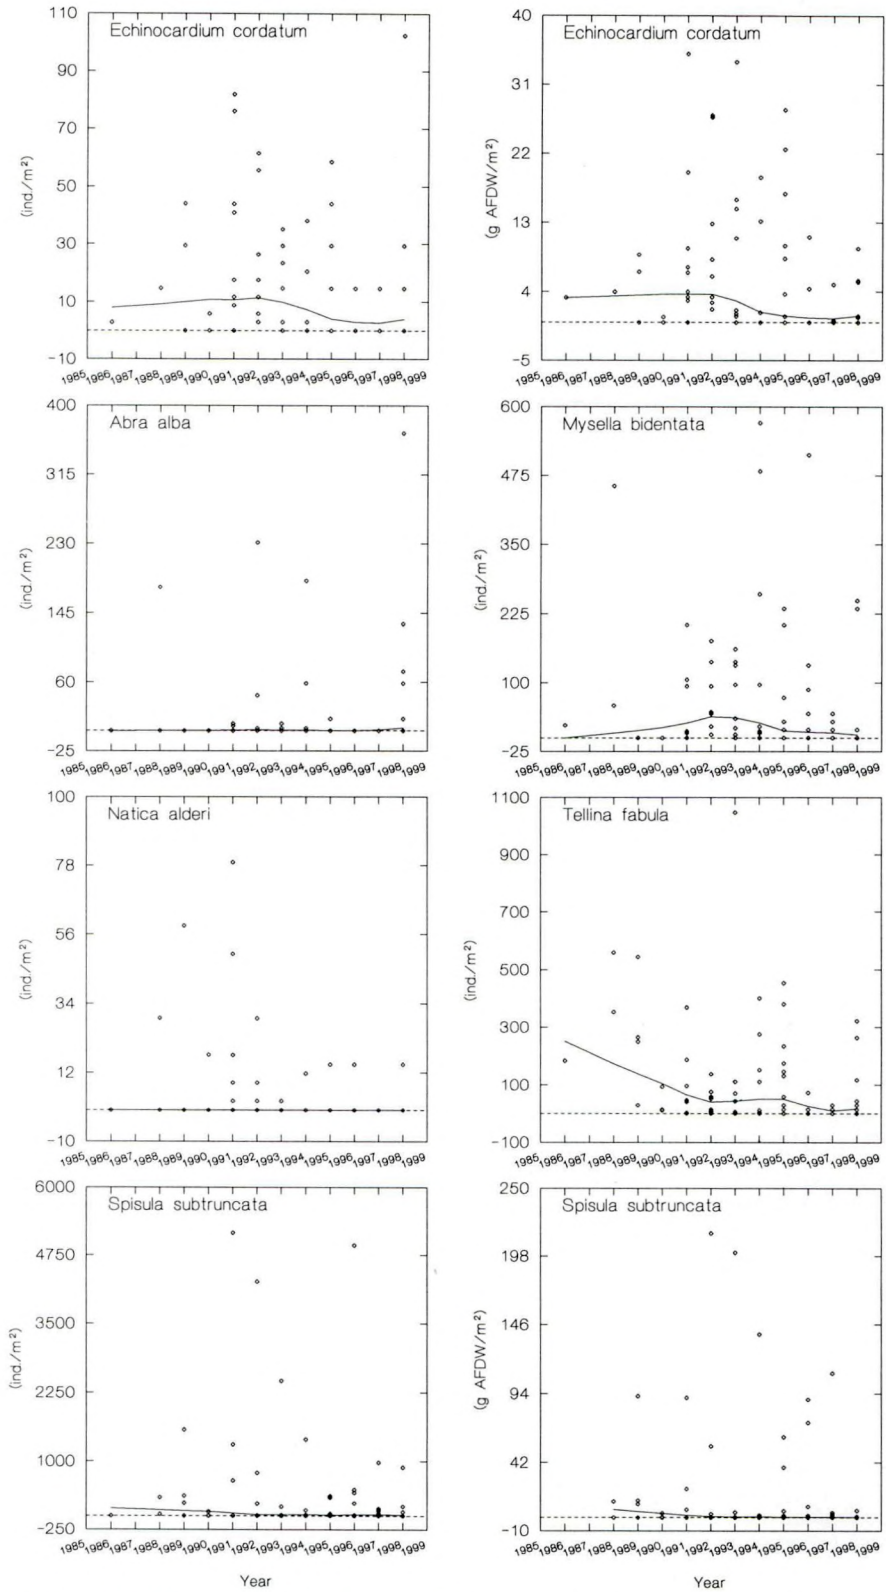 Echinocardium cordatum
(ind./m²)
110
90
70
50
30
10
-10
1985 1986 1987 1988 1989 1990 1991 1992 1993 1994 1995 1996 1997 1998 1999
Echinocardium cordatum
(g AFDW/m²)
40
31
22
13
4
-5
1985 1986 1987 1988 1989 1990 1991 1992 1993 1994 1995 1996 1997 1998 1999
Abra alba
(ind./m²)
400
315
230
145
60
-25
1985 1986 1987 1988 1989 1990 1991 1992 1993 1994 1995 1996 1997 1998 1999
Mysella bidentata
(ind./m²)
600
475
350
225
100
-25
1985 1986 1987 1988 1989 1990 1991 1992 1993 1994 1995 1996 1997 1998 1999
Natica alderi
(ind./m²)
100
78
56
34
12
-10
1985 1986 1987 1988 1989 1990 1991 1992 1993 1994 1995 1996 1997 1998 1999
Tellina fabula
(ind./m²)
1100
900
700
500
300
100
-100
1985 1986 1987 1988 1989 1990 1991 1992 1993 1994 1995 1996 1997 1998 1999
Spisula subtruncata
(ind./m²)
6000
4750
3500
2250
1000
-250
1985 1986 1987 1988 1989 1990 1991 1992 1993 1994 1995 1996 1997 1998 1999
Year
Spisula subtruncata
(g AFDW/m²)
250
198
146
94
42
-10
1985 1986 1987 1988 1989 1990 1991 1992 1993 1994 1995 1996 1997 1998 1999
Year